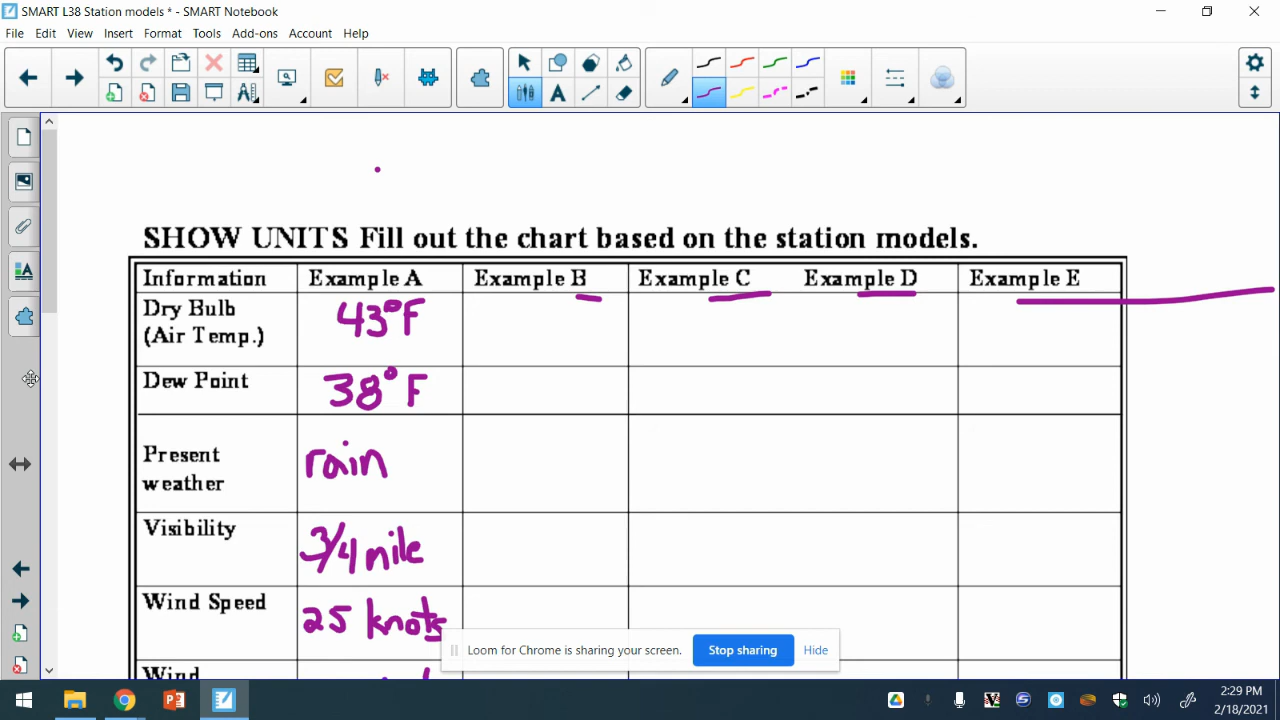 SMART L38 Station models * - SMART Notebook
File Edit View Insert Format Tools Add-ons Account Help
SHOW UNITS Fill out the chart based on the station models.
Information Example A Example B Example C Example D Example E
Dry Bulb
(Air Temp.) 43°F
Dew Point 38°F
Present
weather rain
Visibility 3/4 mile
Wind Speed 25 knots
Loom for Chrome is sharing your screen. Stop sharing Hide
Wind
2:29 PM
2/18/2021